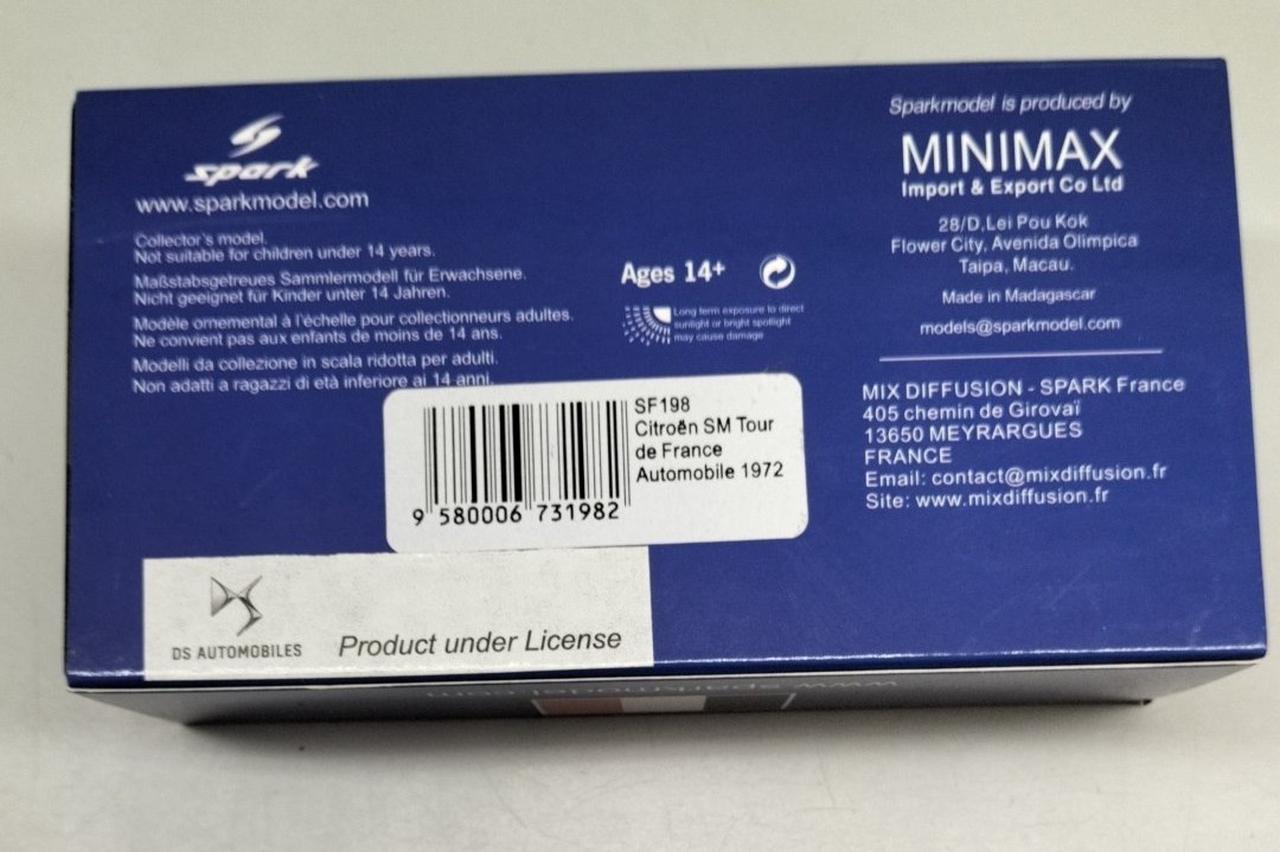 spark
www.sparkmodel.com
Collector's model.
Not suitable for children under 14 years.
Maßstabsgetreues Sammlermodell für Erwachsene.
Nicht geeignet für Kinder unter 14 Jahren.
Modèle ornemental à l'échelle pour collectionneurs adultes.
Ne convient pas aux enfants de moins de 14 ans.
Modelli da collezione in scala ridotta per adulti.
Non adatti a ragazzi di età inferiore ai 14 anni.
Ages 14+
Long term exposure to direct
sunlight or bright spotlight
may cause damage
Sparkmodel is produced by
MINIMAX
Import & Export Co Ltd
28/D,Lei Pou Kok
Flower City, Avenida Olimpica
Taipa, Macau.
Made in Madagascar
models@sparkmodel.com
MIX DIFFUSION - SPARK France
405 chemin de Girovaï
13650 MEYRARGUES
FRANCE
Email: contact@mixdiffusion.fr
Site: www.mixdiffusion.fr
SF198
Citroën SM Tour
de France
Automobile 1972
9 580006 731982
DS AUTOMOBILES
Product under License
www.sparkmodel.com